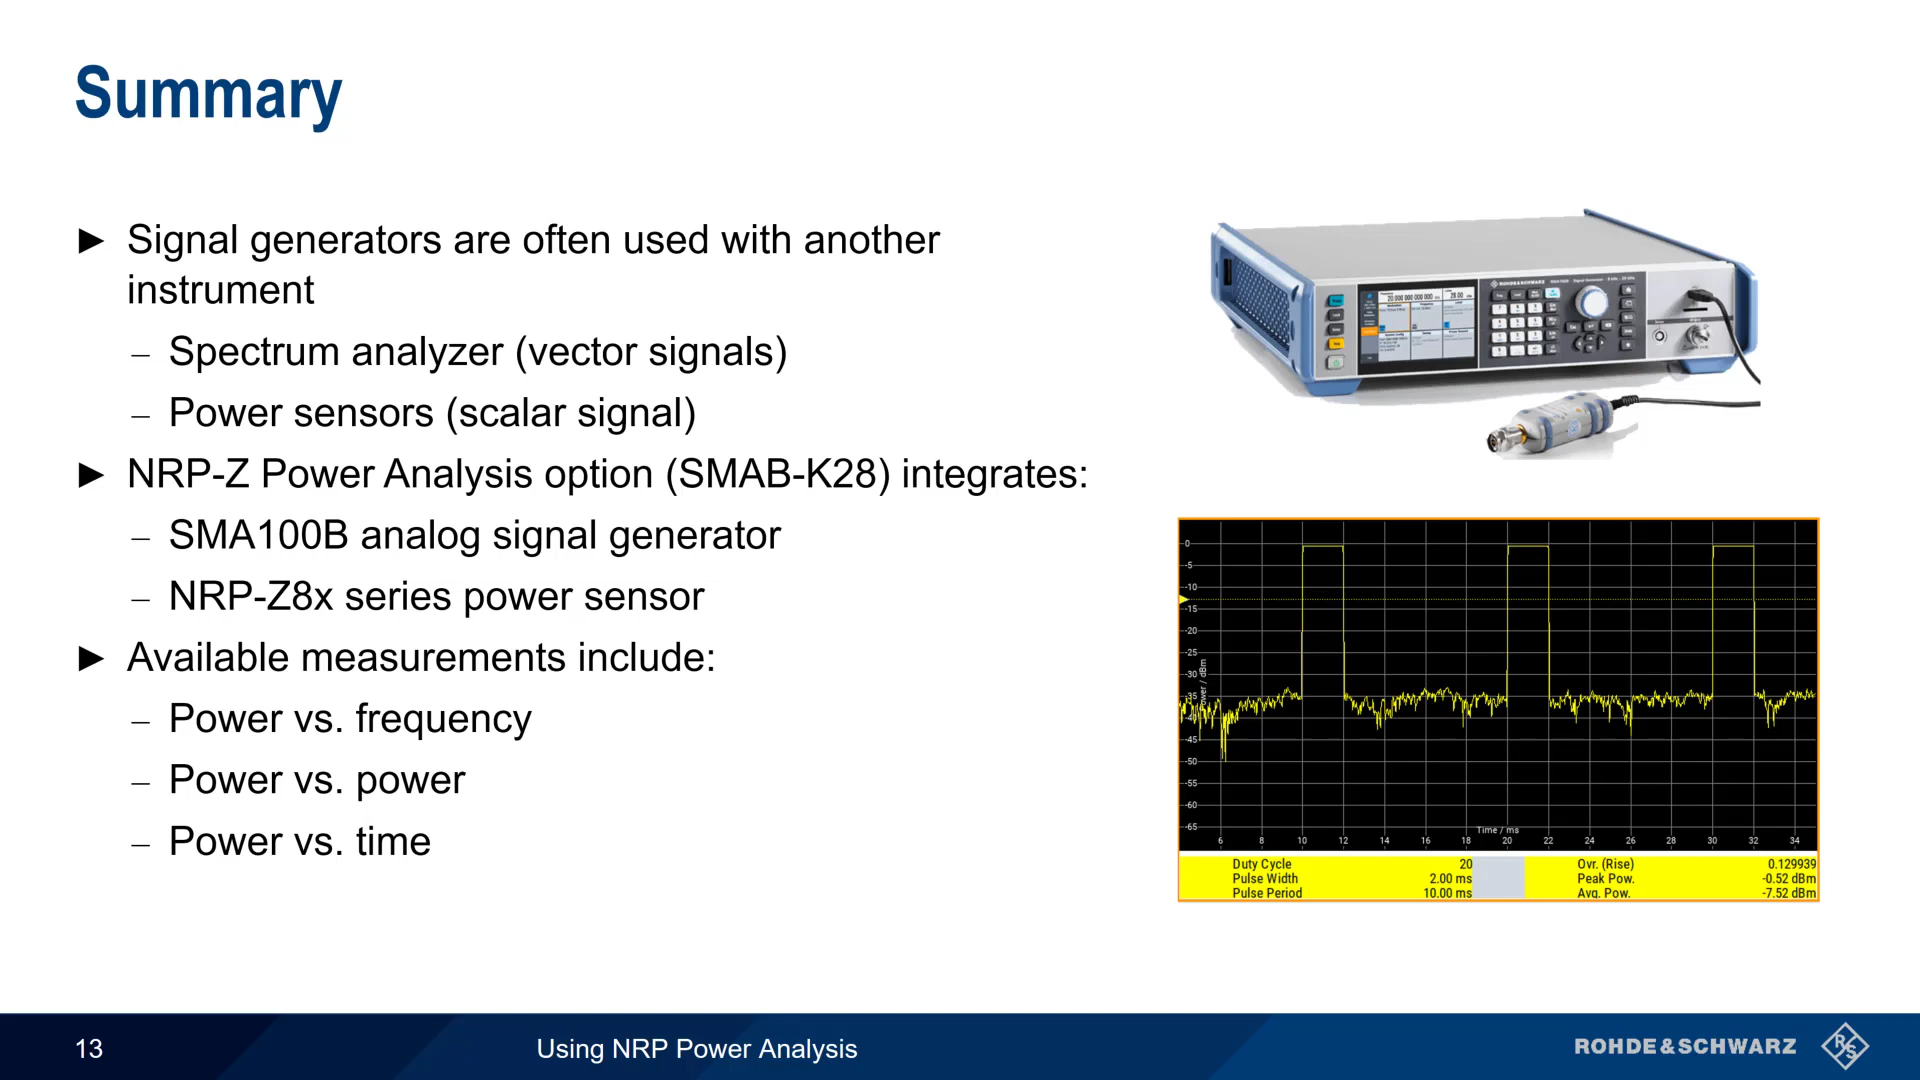 Summary
► Signal generators are often used with another
instrument
– Spectrum analyzer (vector signals)
– Power sensors (scalar signal)
► NRP-Z Power Analysis option (SMAB-K28) integrates:
– SMA100B analog signal generator
– NRP-Z8x series power sensor
► Available measurements include:
– Power vs. frequency
– Power vs. power
– Power vs. time
ROHDE&SCHWARZ
0
-5
-10
-15
-20
-25
-30
-35
-45
-50
-55
-60
-65
Time / ms
6 8 10 12 14 16 18 20 22 24 26 28 30 32 34
Duty Cycle 20 Ovr. (Rise) 0.129939
Pulse Width 2.00 ms Peak Pow. -0.52 dBm
Pulse Period 10.00 ms Avg. Pow. -7.52 dBm
13 Using NRP Power Analysis ROHDE&SCHWARZ